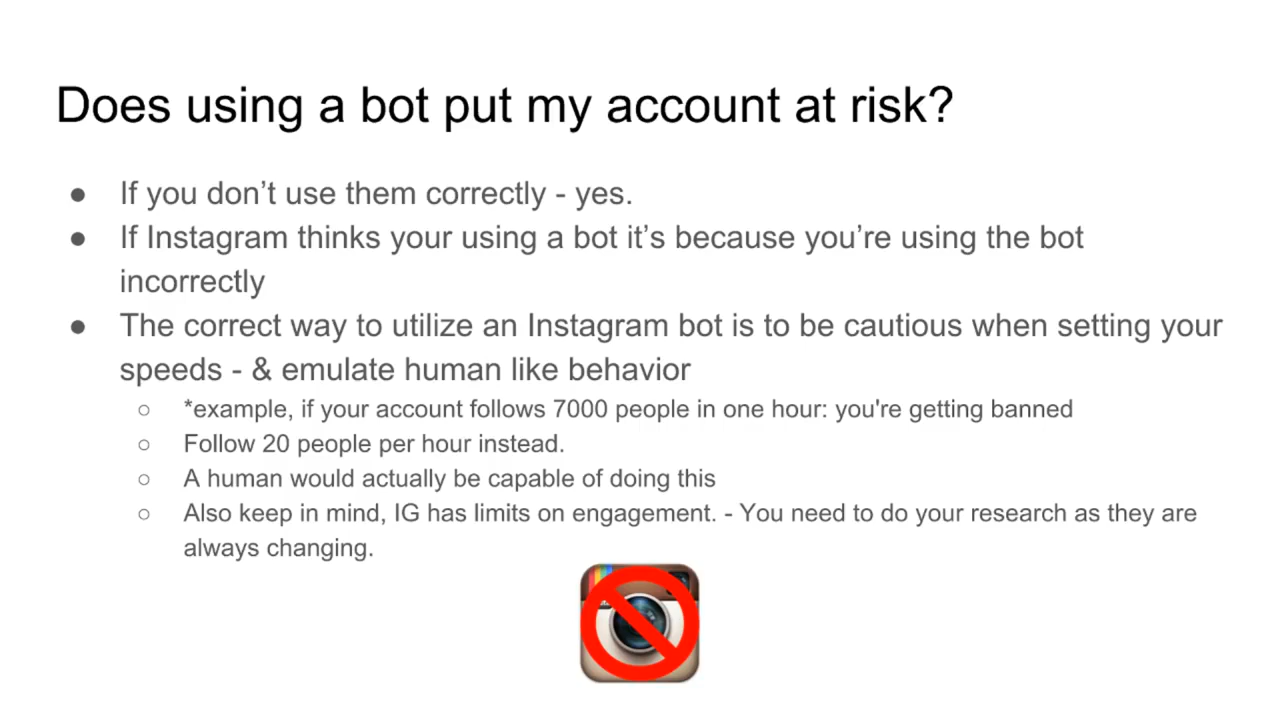 Does using a bot put my account at risk?
● If you don’t use them correctly - yes.
● If Instagram thinks your using a bot it’s because you’re using the bot
incorrectly
● The correct way to utilize an Instagram bot is to be cautious when setting your
speeds - & emulate human like behavior
○ *example, if your account follows 7000 people in one hour: you're getting banned
○ Follow 20 people per hour instead.
○ A human would actually be capable of doing this
○ Also keep in mind, IG has limits on engagement. - You need to do your research as they are
always changing.